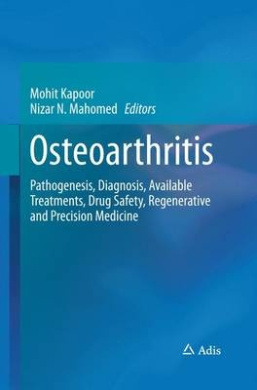 Mohit Kapoor
Nizar N. Mahomed Editors
Osteoarthritis
Pathogenesis, Diagnosis, Available
Treatments, Drug Safety, Regenerative
and Precision Medicine
Adis